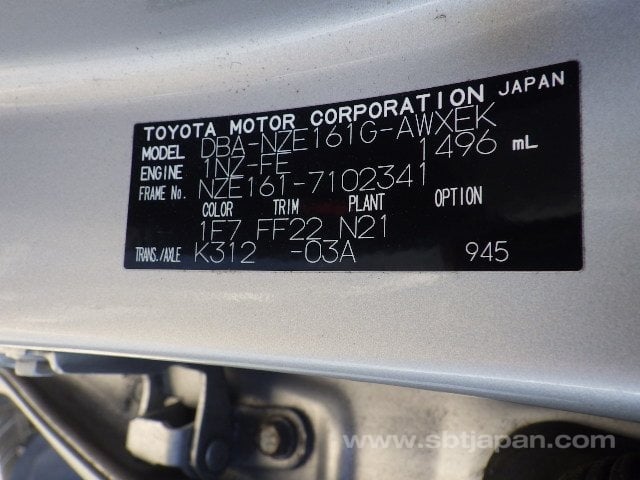 TOYOTA MOTOR CORPORATION JAPAN
MODEL DBA-NZE161G-AWXEK
ENGINE 1NZ-FE 1496 mL
FRAME No. NZE161-7102341
COLOR TRIM PLANT OPTION
1F7 FF22 N21
TRANS./AXLE K312 -03A 945
www.sbtjapan.com